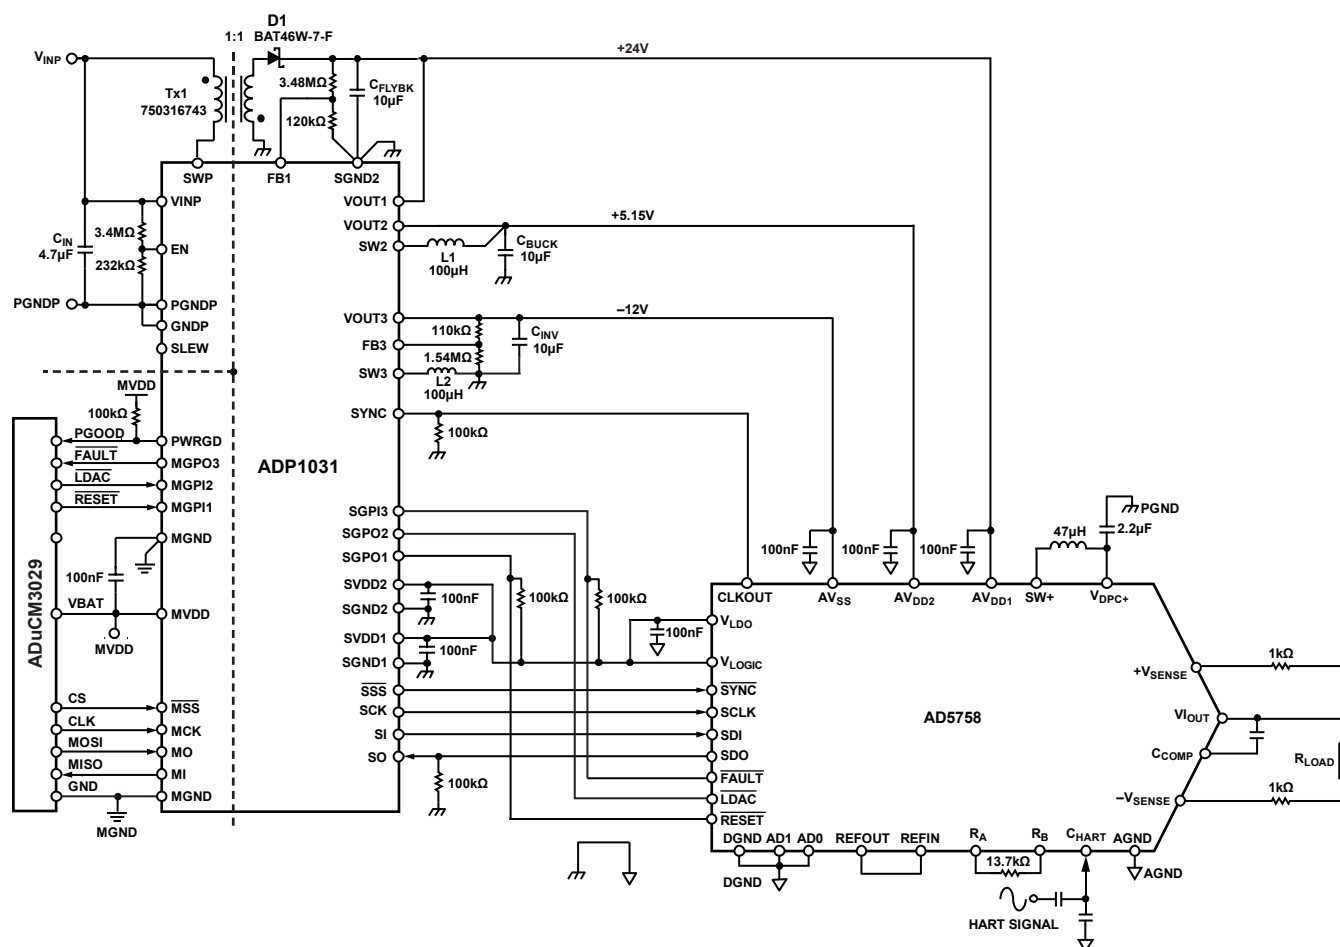 D1
1:1 BAT46W-7-F
+24V
VINP
Tx1
750316743
3.48MΩ
120kΩ
CFLYBK
10µF
SWP
FB1
SGND2
VINP
VOUT1
3.4MΩ
CIN
4.7µF
EN
232kΩ
VOUT2
+5.15V
SW2
L1
100µH
CBUCK
10µF
PGNDP
PGNDP
GNDP
SLEW
VOUT3
–12V
110kΩ
CINV
10µF
FB3
1.54MΩ
SW3
L2
100µH
MVDD
100kΩ
SYNC
100kΩ
PGOOD
PWRGD
FAULT
MGPO3
LDAC
MGPI2
RESET
MGPI1
ADP1031
SGPI3
SGPO2
SGPO1
MGND
100nF
VBAT
MVDD
MVDD
ADuCM3029
SVDD2
100nF
SGND2
SVDD1
100nF
SGND1
100kΩ
100kΩ
100nF
100nF
100nF
100nF
47µH
2.2µF
PGND
CLKOUT
AVSS
AVDD2
AVDD1
SW+
VDPC+
VLDO
VLOGIC
CS
MSS
CLK
MCK
MOSI
MO
MISO
MI
GND
MGND
MGND
SSS
SCK
SI
SO
100kΩ
SYNC
SCLK
SDI
SDO
FAULT
LDAC
RESET
AD5758
+VSENSE
1kΩ
VIOUT
CCOMP
RLOAD
–VSENSE
1kΩ
DGND
AD1
AD0
REFOUT
REFIN
RA
RB
CHART
AGND
DGND
13.7kΩ
AGND
HART SIGNAL